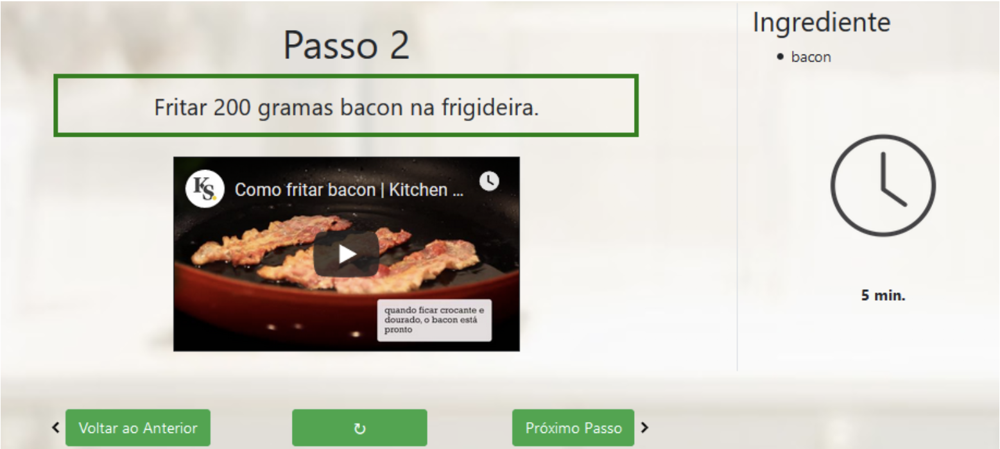 Passo 2
Fritar 200 gramas bacon na frigideira.
KS.
Como fritar bacon | Kitchen ...
quando ficar crocante e
dourado, o bacon está
pronto
Voltar ao Anterior
↻
Próximo Passo
Ingrediente
• bacon
5 min.